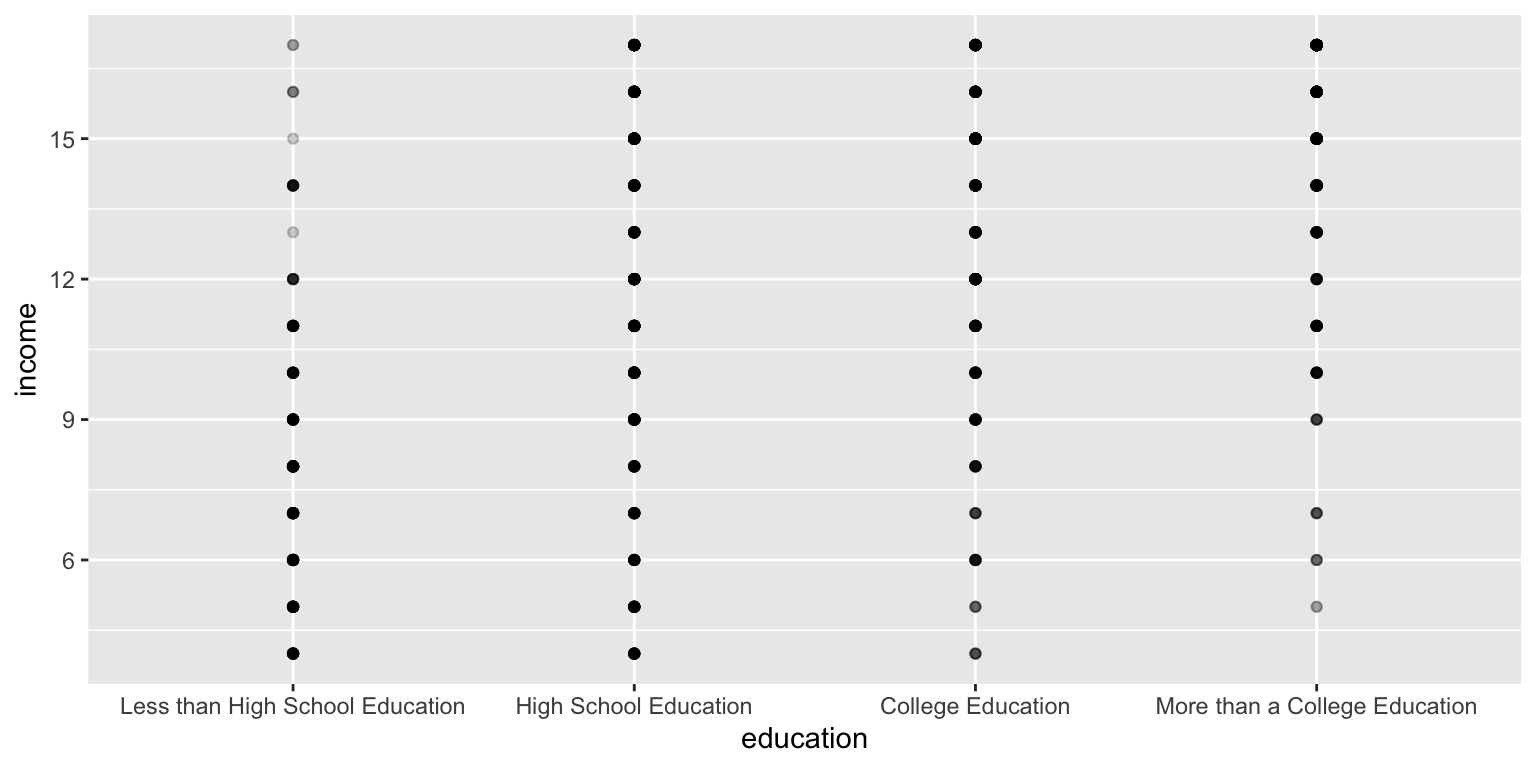 income
15
12
9
6
Less than High School Education
High School Education
College Education
More than a College Education
education